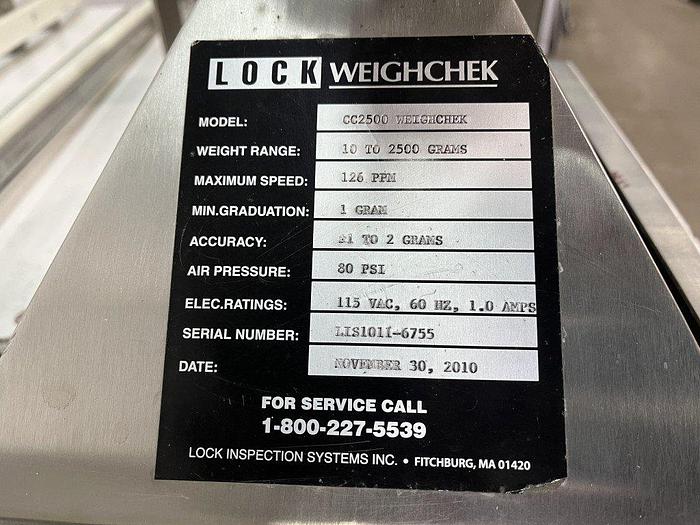 LOCK WEIGHCHEK
MODEL: CC2500 WEIGHCHEK
WEIGHT RANGE: 10 TO 2500 GRAMS
MAXIMUM SPEED: 126 PPM
MIN.GRADUATION: 1 GRAM
ACCURACY: ±1 TO 2 GRAMS
AIR PRESSURE: 80 PSI
ELEC.RATINGS: 115 VAC, 60 HZ, 1.0 AMPS
SERIAL NUMBER: LIS1011-6755
DATE: NOVEMBER 30, 2010
FOR SERVICE CALL
1-800-227-5539
LOCK INSPECTION SYSTEMS INC. • FITCHBURG, MA 01420